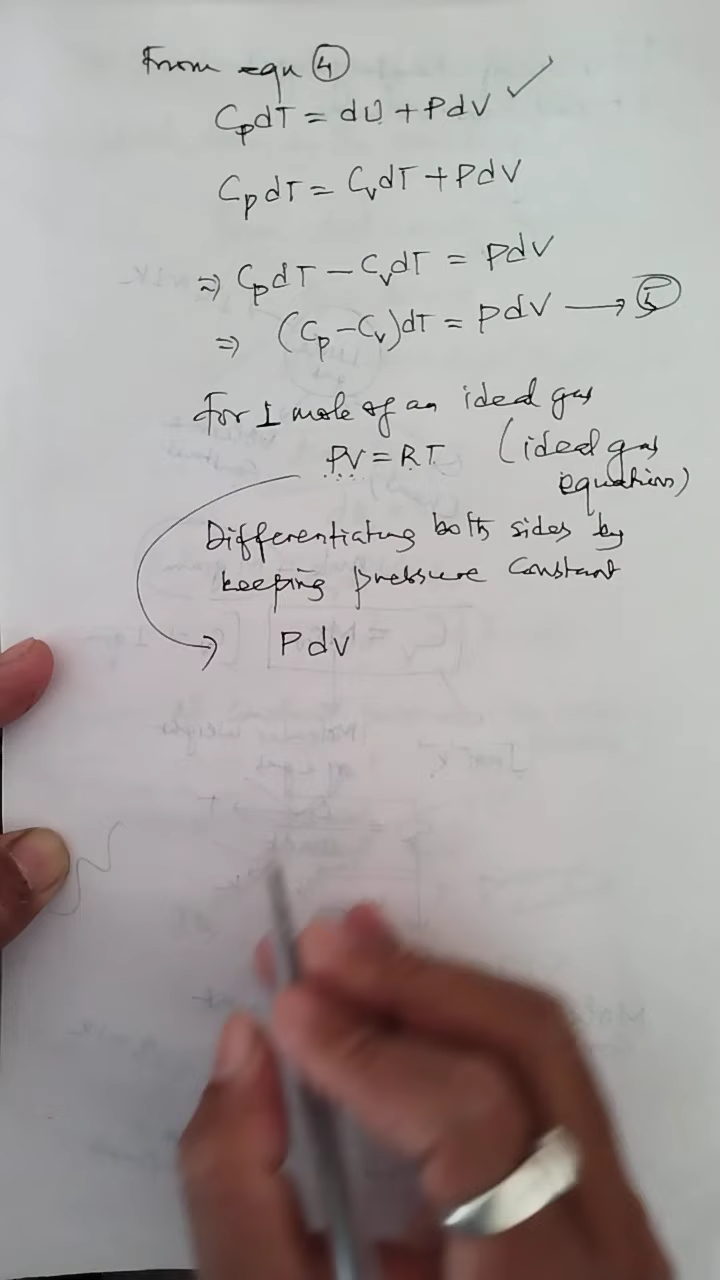 From equ ④
CpdT = dU + PdV ✓
CpdT = CvdT + PdV
⇒ CpdT − CvdT = PdV
⇒ (Cp−Cv)dT = PdV ⟶ ⑤
For 1 mole of an ideal gas
PV = RT (ideal gas
equation)
Differentiating both sides by
keeping pressure constant
PdV